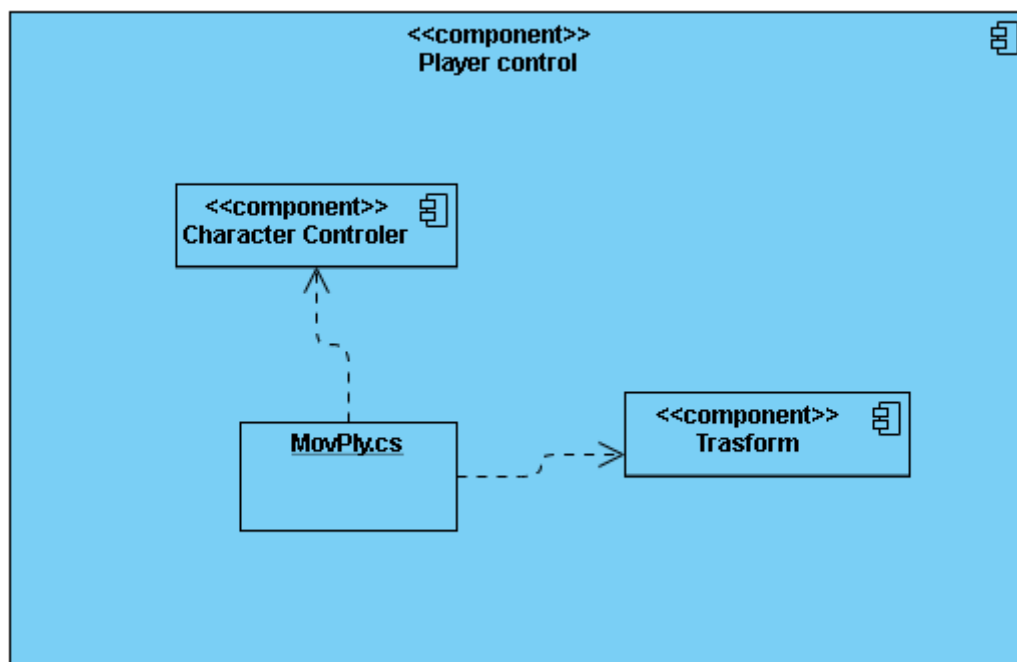 <<component>>
Player control
<<component>>
Character Controler
MovPly.cs
<<component>>
Trasform